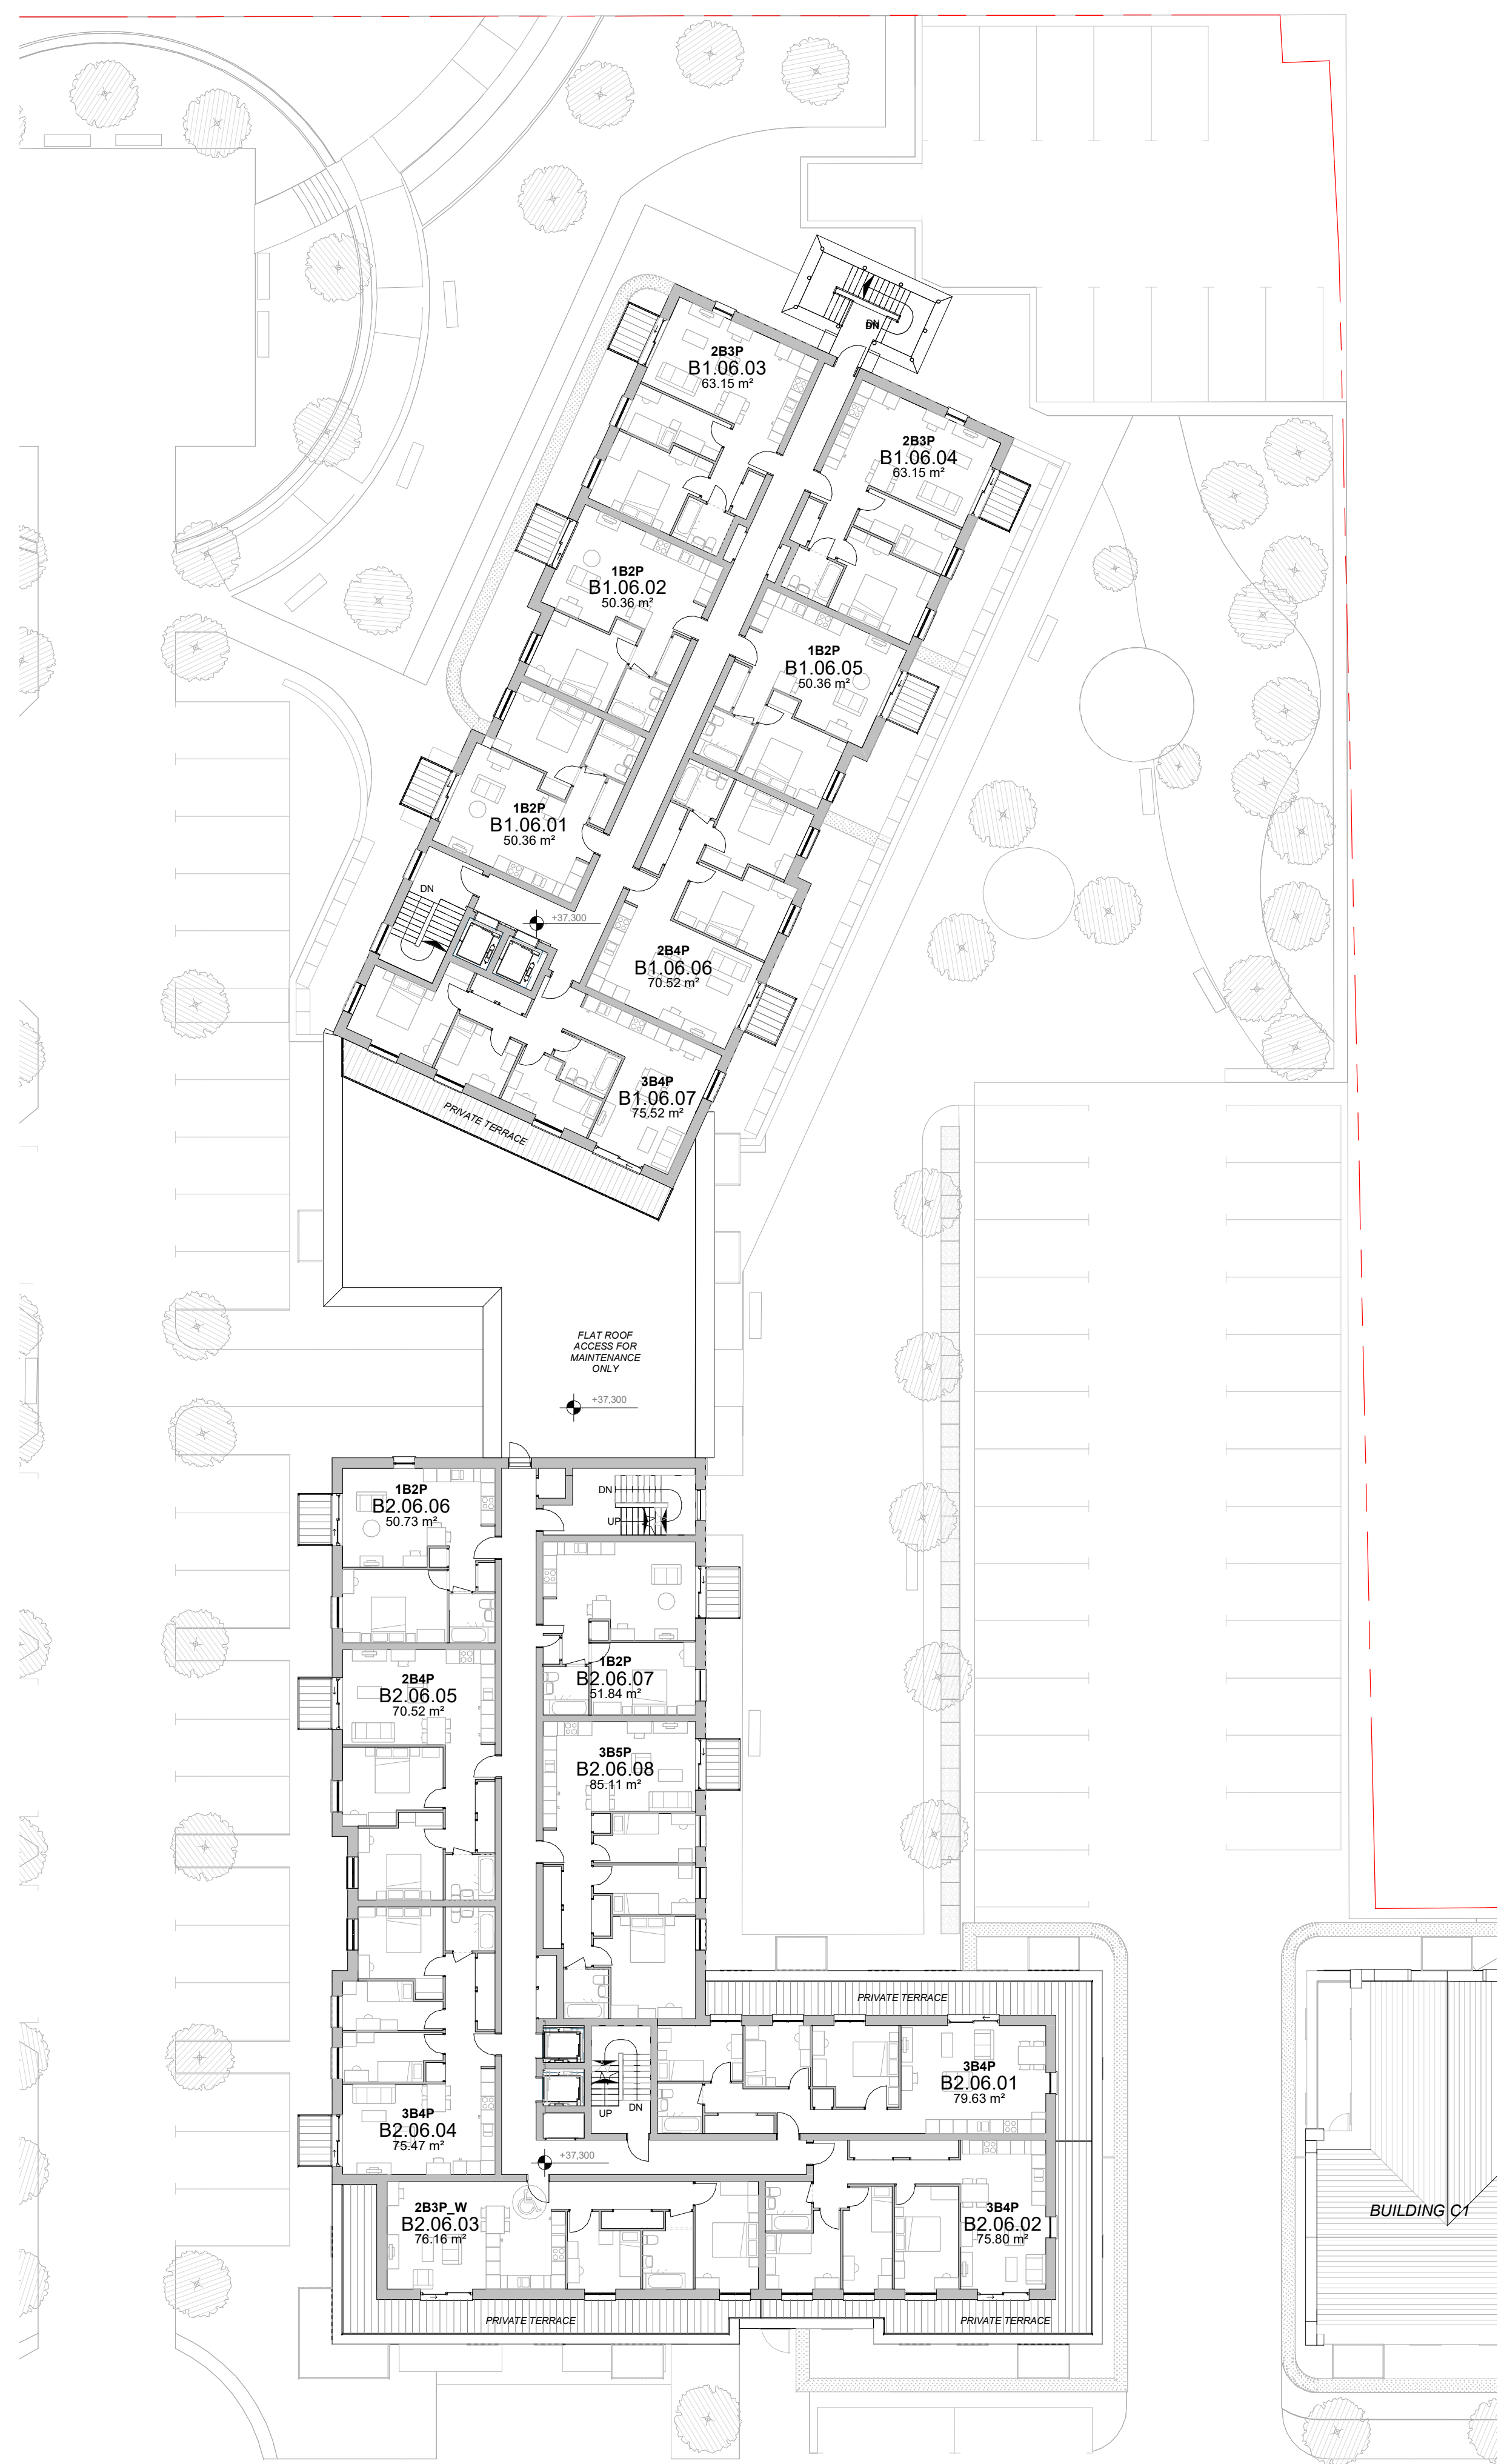 DN
DN
2B3P
B1.06.03
63.15 m²
2B3P
B1.06.04
63.15 m²
1B2P
B1.06.02
50.36 m²
1B2P
B1.06.05
50.36 m²
1B2P
B1.06.01
50.36 m²
DN
+37,300
2B4P
B1.06.06
70.52 m²
3B4P
B1.06.07
75.52 m²
PRIVATE TERRACE
FLAT ROOF
ACCESS FOR
MAINTENANCE
ONLY
+37,300
1B2P
B2.06.06
50.73 m²
DN
UP
1B2P
B2.06.07
51.84 m²
2B4P
B2.06.05
70.52 m²
3B5P
B2.06.08
85.11 m²
PRIVATE TERRACE
3B4P
B2.06.01
79.63 m²
3B4P
B2.06.04
75.47 m²
UP
DN
+37,300
2B3P_W
B2.06.03
76.16 m²
3B4P
B2.06.02
75.80 m²
BUILDING C1
PRIVATE TERRACE
PRIVATE TERRACE